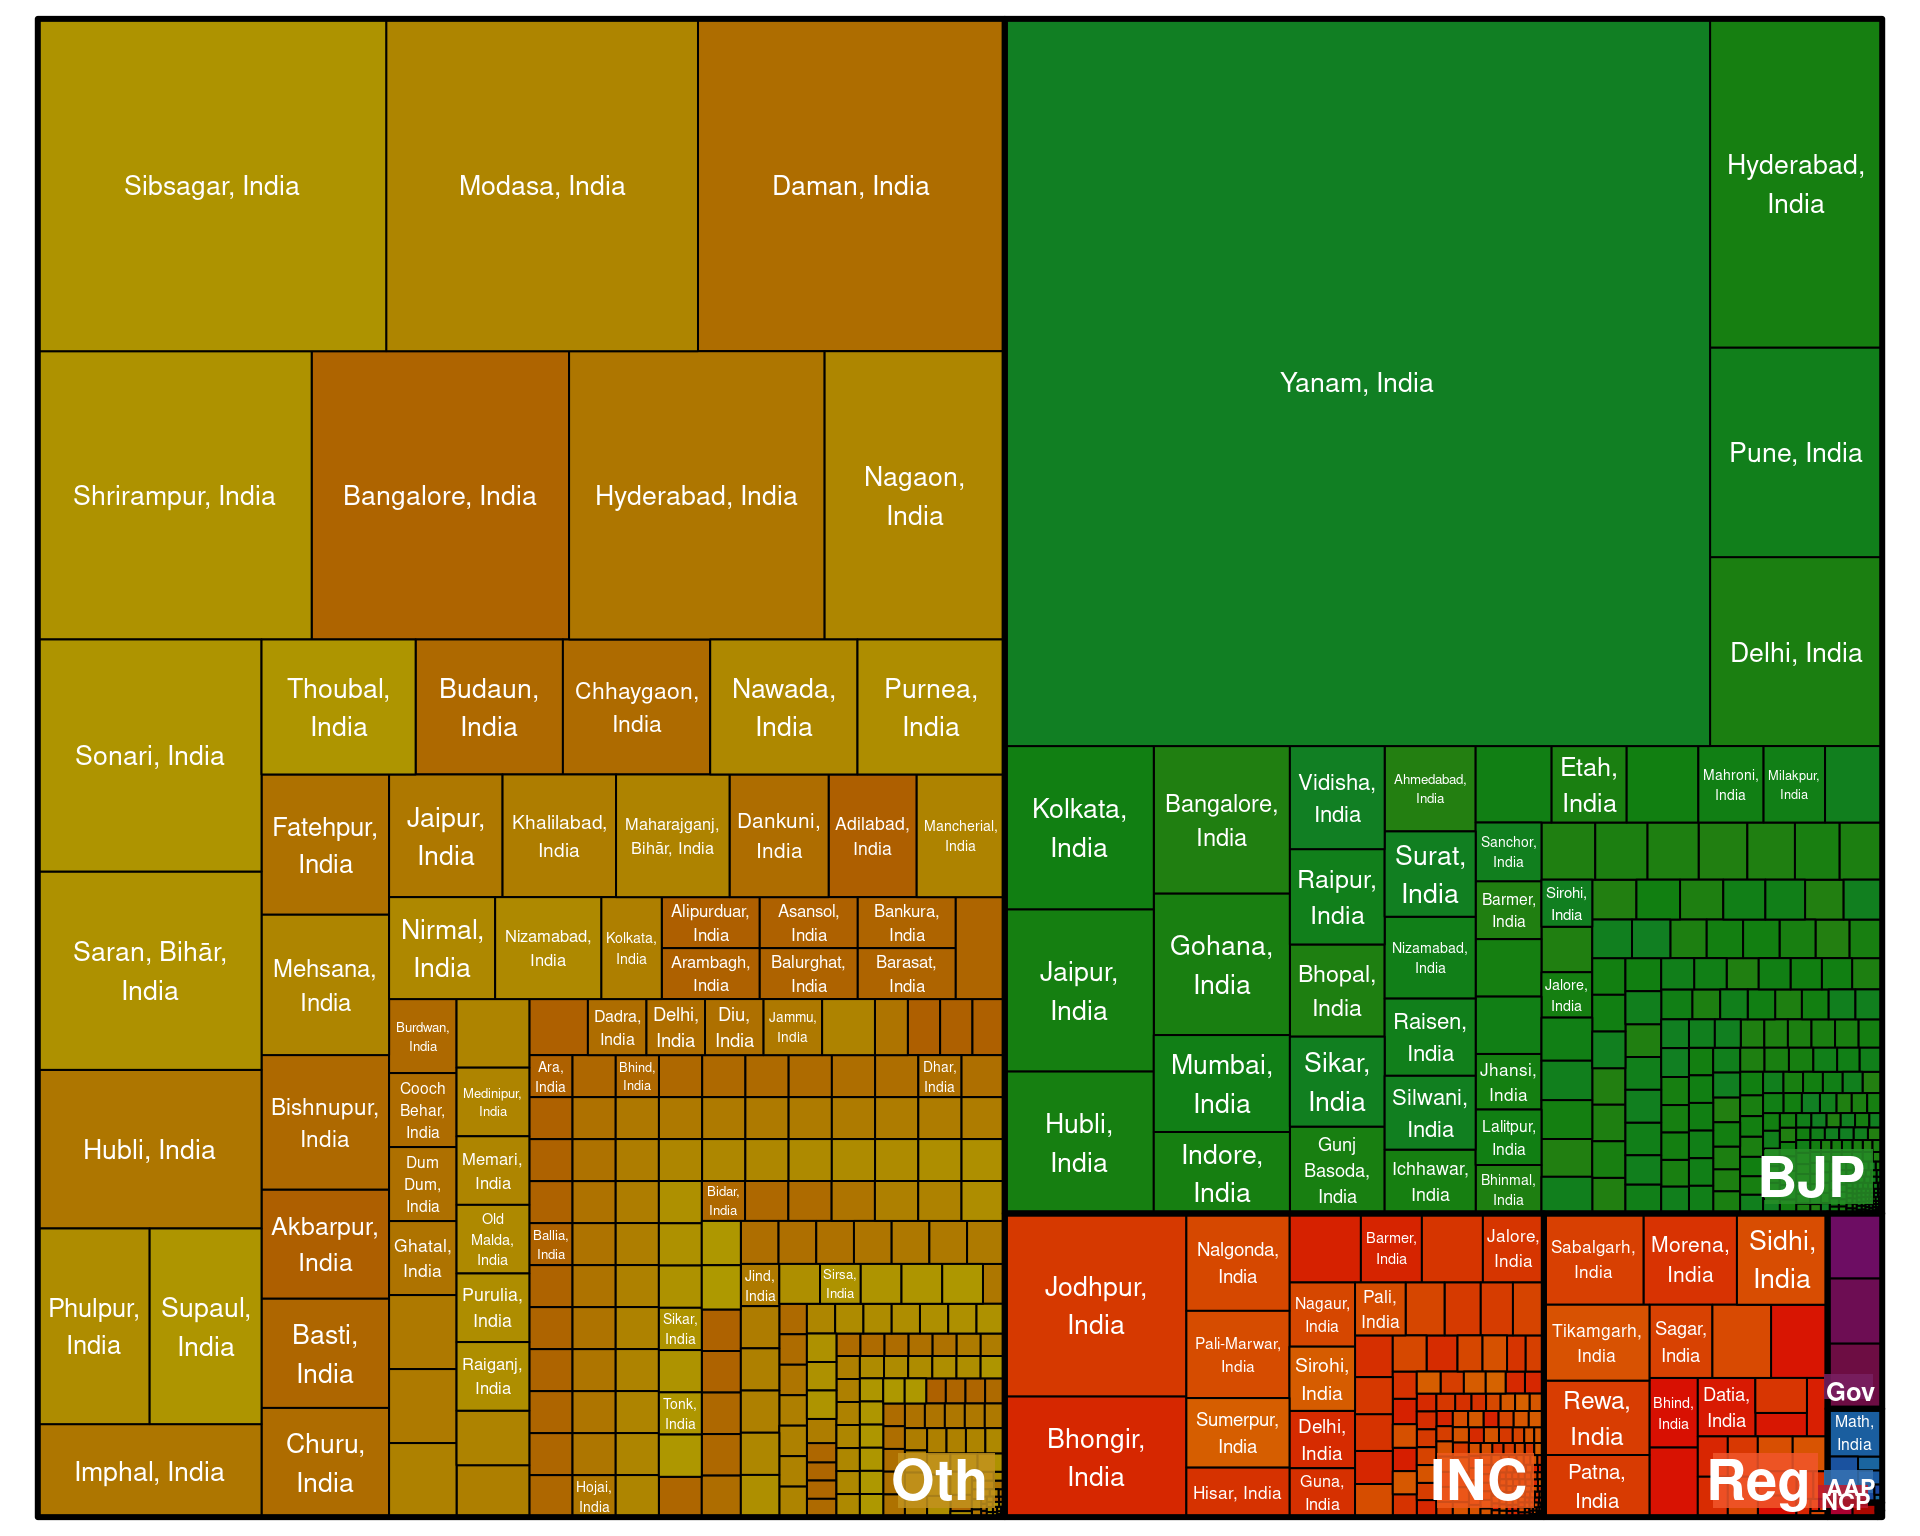 Sibsagar, India
Modasa, India
Daman, India
Shrirampur, India
Bangalore, India
Hyderabad, India
Nagaon,
India
Sonari, India
Thoubal,
India
Budaun,
India
Chhaygaon,
India
Nawada,
India
Purnea,
India
Saran, Bihār,
India
Fatehpur,
India
Jaipur,
India
Khalilabad,
India
Maharajganj,
Bihār, India
Dankuni,
India
Adilabad,
India
Mancherial,
India
Mehsana,
India
Nirmal,
India
Nizamabad,
India
Kolkata,
India
Alipurduar,
India
Asansol,
India
Bankura,
India
Arambagh,
India
Balurghat,
India
Barasat,
India
Hubli, India
Bishnupur,
India
Burdwan,
India
Dadra,
India
Delhi,
India
Diu,
India
Jammu,
India
Cooch
Behar,
India
Medinipur,
India
Ara,
India
Bhind,
India
Dhar,
India
Akbarpur,
India
Dum
Dum,
India
Memari,
India
Bidar,
India
Phulpur,
India
Supaul,
India
Ghatal,
India
Old
Malda,
India
Ballia,
India
Basti,
India
Purulia,
India
Jind,
India
Sirsa,
India
Sikar,
India
Imphal, India
Churu,
India
Raiganj,
India
Tonk,
India
Hojai,
India
Oth
Yanam, India
Hyderabad,
India
Pune, India
Delhi, India
Kolkata,
India
Bangalore,
India
Vidisha,
India
Ahmedabad,
India
Etah,
India
Mahroni,
India
Milakpur,
India
Jaipur,
India
Gohana,
India
Raipur,
India
Surat,
India
Sanchor,
India
Barmer,
India
Sirohi,
India
Bhopal,
India
Nizamabad,
India
Jalore,
India
Hubli,
India
Mumbai,
India
Sikar,
India
Raisen,
India
Jhansi,
India
Silwani,
India
Lalitpur,
India
Indore,
India
Gunj
Basoda,
India
Ichhawar,
India
Bhinmal,
India
BJP
Jodhpur,
India
Nalgonda,
India
Barmer,
India
Jalore,
India
Nagaur,
India
Pali,
India
Pali-Marwar,
India
Sirohi,
India
Bhongir,
India
Sumerpur,
India
Delhi,
India
Hisar, India
Guna,
India
INC
Sabalgarh,
India
Morena,
India
Sidhi,
India
Tikamgarh,
India
Sagar,
India
Rewa,
India
Bhind,
India
Datia,
India
Patna,
India
Reg
Gov
Math,
India
AAP
NCP